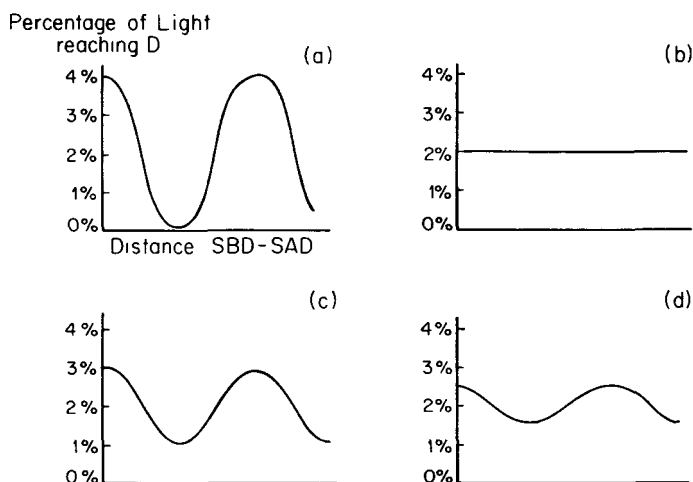 Percentage of Light
reaching D
(a)
4%
3%
2%
1%
0%
Distance SBD-SAD
(b)
4%
3%
2%
1%
0%
(c)
4%
3%
2%
1%
0%
(d)
4%
3%
2%
1%
0%